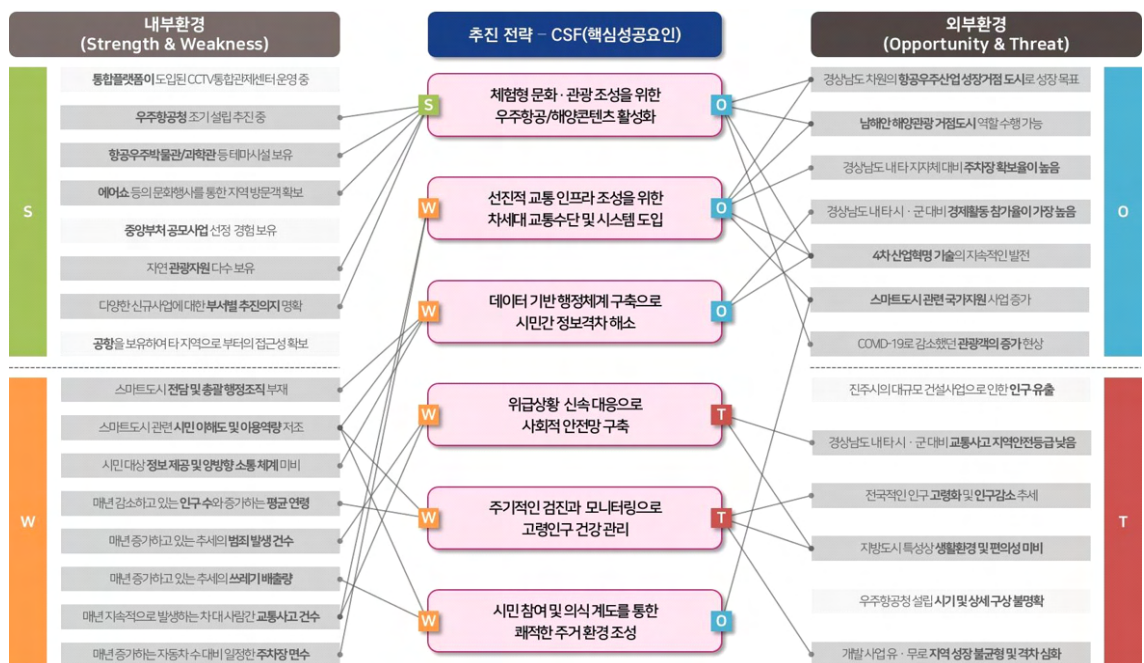 내부환경
(Strength & Weakness)
추진 전략 – CSF(핵심성공요인)
외부환경
(Opportunity & Threat)
S
통합플랫폼이 도입된 CCTV통합관제센터 운영 중
우주항공청 조기 설립 추진 중
항공우주박물관/과학관 등 테마시설 보유
에어쇼 등의 문화행사를 통한 지역 방문객 확보
중앙부처 공모사업 선정 경험 보유
자연 관광자원 다수 보유
다양한 신규사업에 대한 부서별 추진의지 명확
공항을 보유하여 타 지역으로 부터의 접근성 확보
W
스마트도시 전담 및 총괄 행정조직 부재
스마트도시 관련 시민 이해도 및 이용역량 저조
시민 대상 정보 제공 및 양방향 소통 체계 미비
매년 감소하고 있는 인구 수와 증가하는 평균 연령
매년 증가하고 있는 추세의 범죄 발생 건수
매년 증가하고 있는 추세의 쓰레기 배출량
매년 지속적으로 발생하는 차 대 사람간 교통사고 건수
매년 증가하는 자동차 수 대비 일정한 주차장 면수
S
체험형 문화 · 관광 조성을 위한
우주항공/해양콘텐츠 활성화
O
W
선진적 교통 인프라 조성을 위한
차세대 교통수단 및 시스템 도입
O
W
데이터 기반 행정체계 구축으로
시민간 정보격차 해소
O
W
위급상황 신속 대응으로
사회적 안전망 구축
T
W
주기적인 검진과 모니터링으로
고령인구 건강 관리
T
W
시민 참여 및 의식 계도를 통한
쾌적한 주거 환경 조성
O
경상남도 차원의 항공우주산업 성장거점 도시로 성장 목표
남해안 해양관광 거점도시 역할 수행 가능
경상남도 내 타 지자체 대비 주차장 확보율이 높음
경상남도 내 타 시 · 군 대비 경제활동 참가율이 가장 높음
4차 산업혁명 기술의 지속적인 발전
스마트도시 관련 국가지원 사업 증가
COVID-19로 감소했던 관광객의 증가 현상
O
진주시의 대규모 건설사업으로 인한 인구 유출
경상남도 내 타 시 · 군 대비 교통사고 지역안전등급 낮음
전국적인 인구 고령화 및 인구감소 추세
지방도시 특성상 생활환경 및 편의성 미비
우주항공청 설립 시기 및 상세 구상 불명확
개발 사업 유 · 무로 지역 성장 불균형 및 격차 심화
T